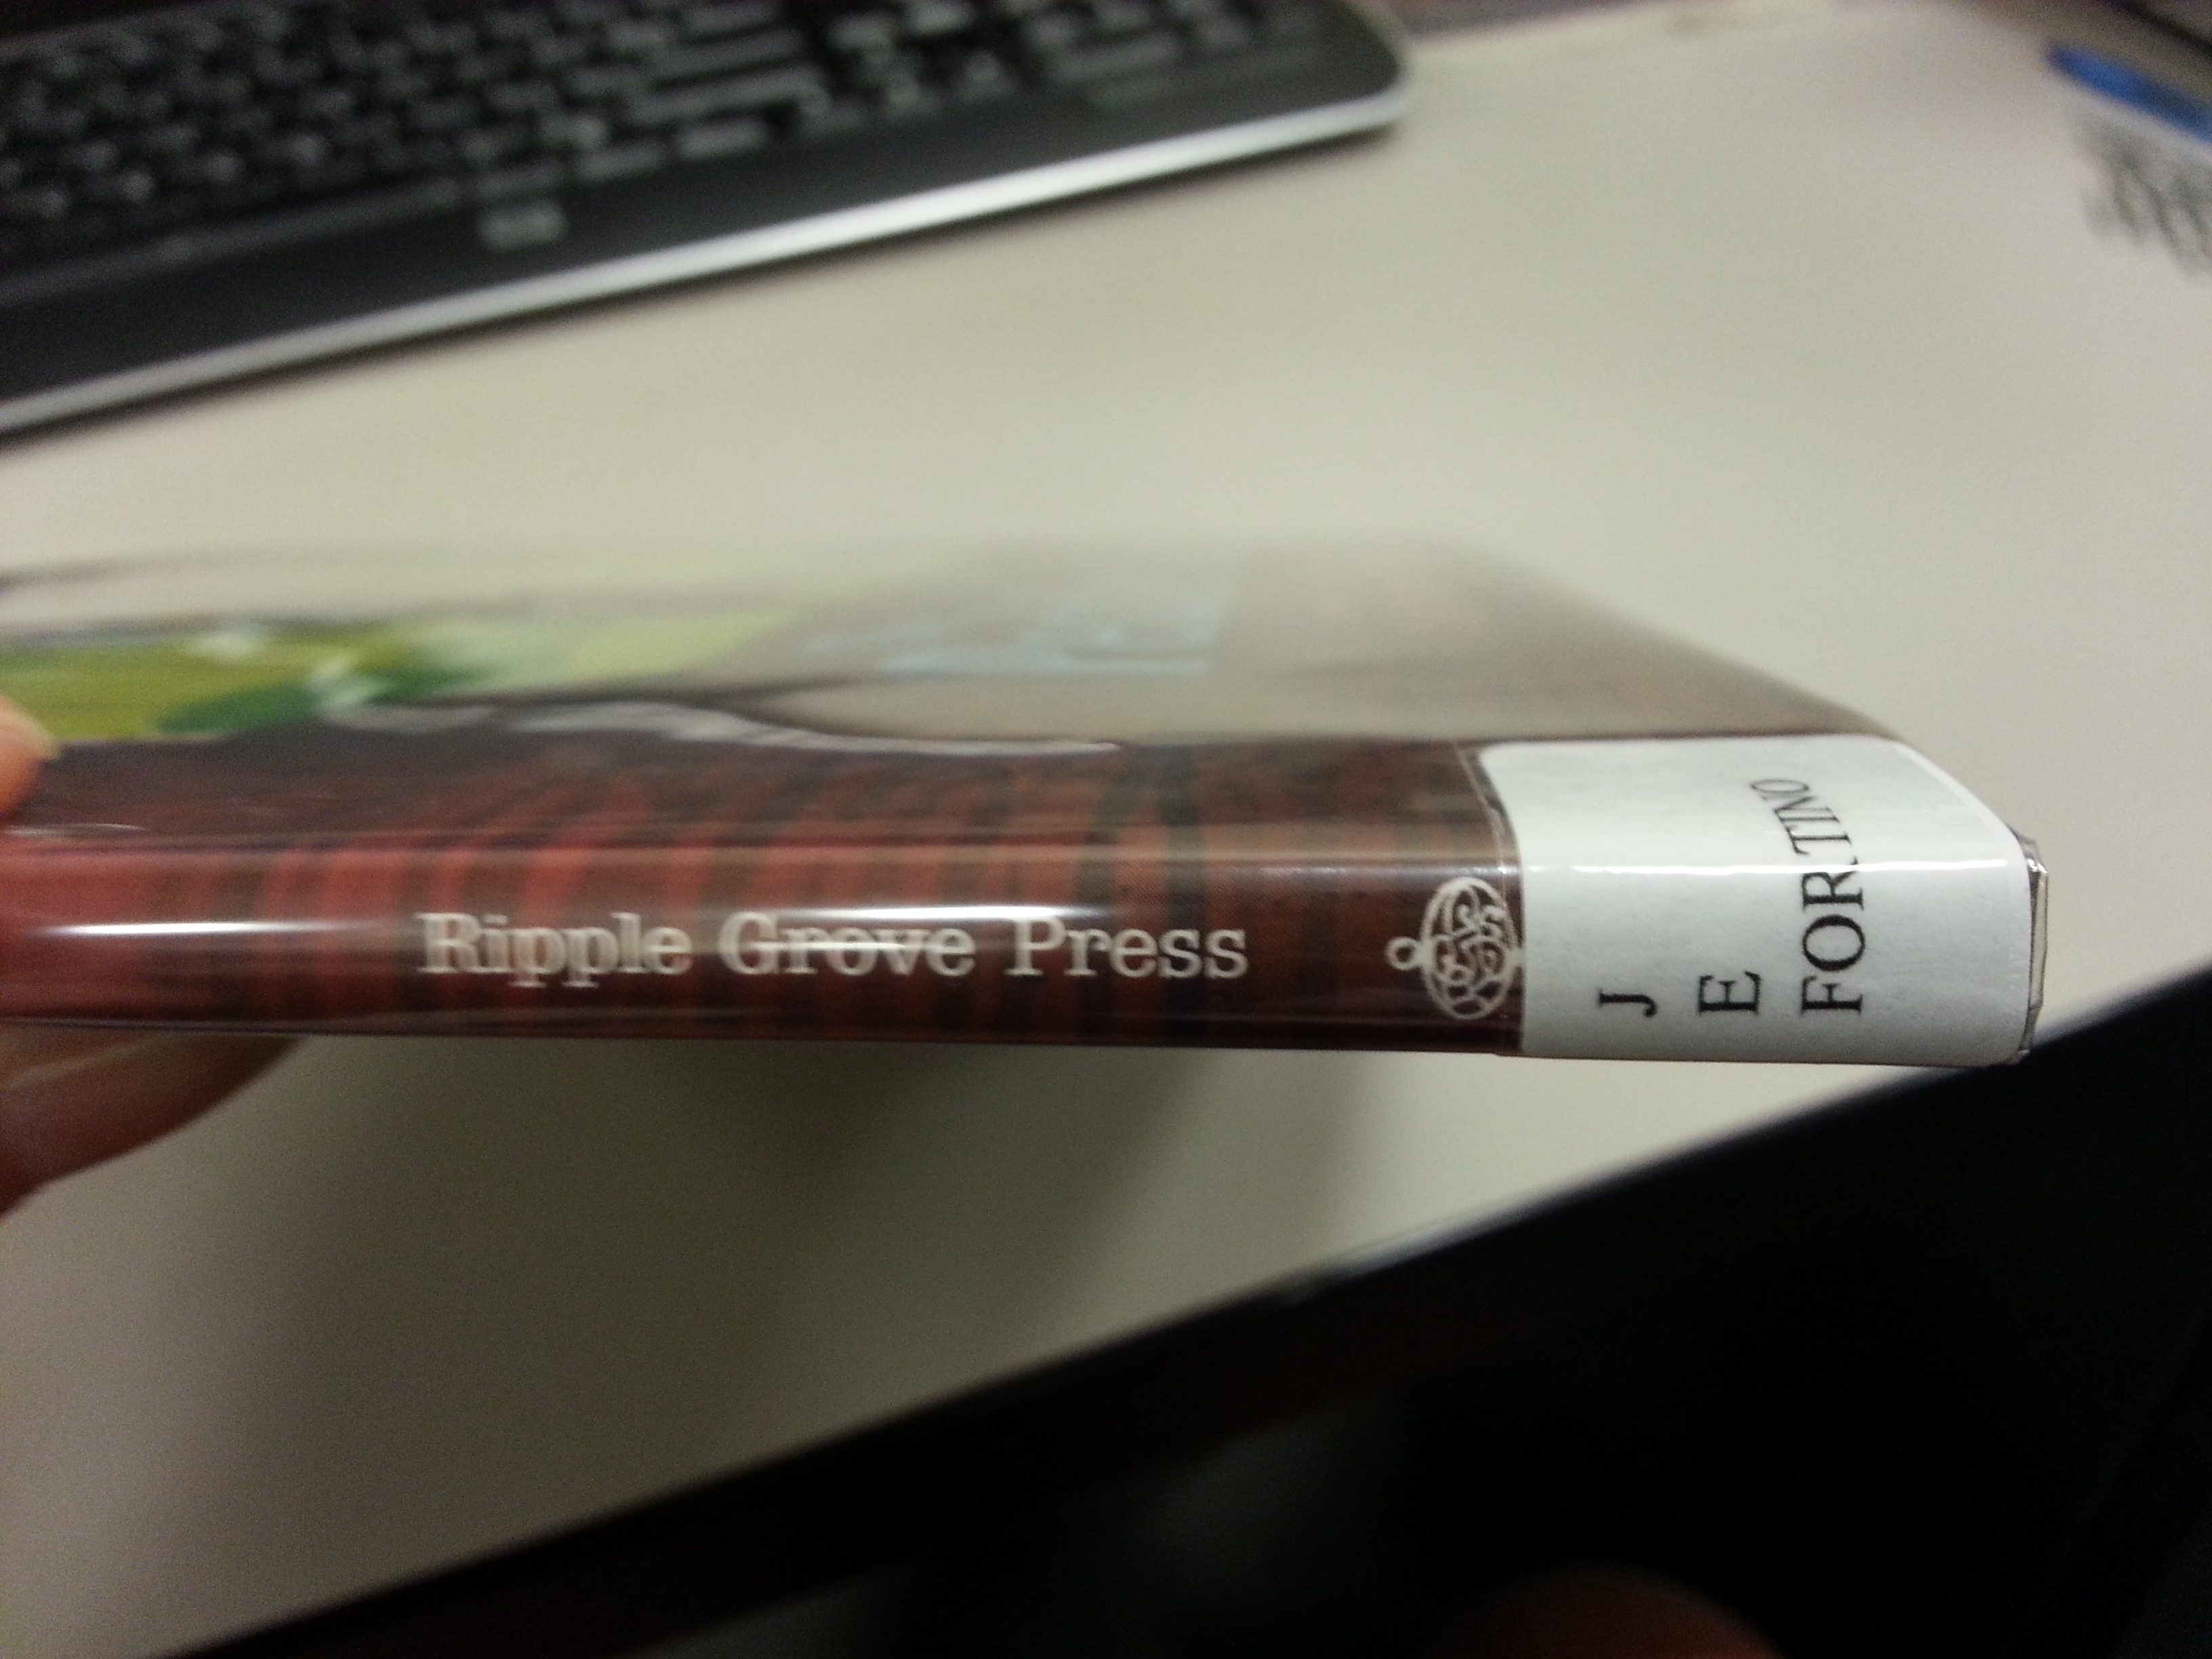 Ripple Grove Press
J
E
FORTINO